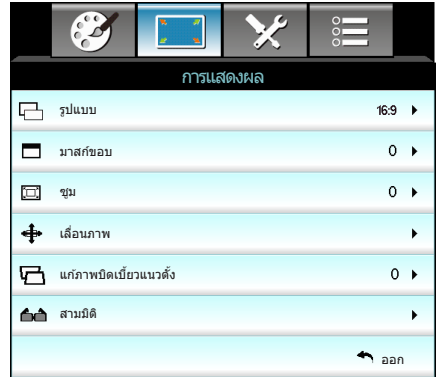 การแสดงผล
รูปแบบ 16:9
มาสก์ขอบ 0
ซูม 0
เลื่อนภาพ
แก้ภาพบิดเบี้ยวแนวตั้ง 0
สามมิติ
ออก